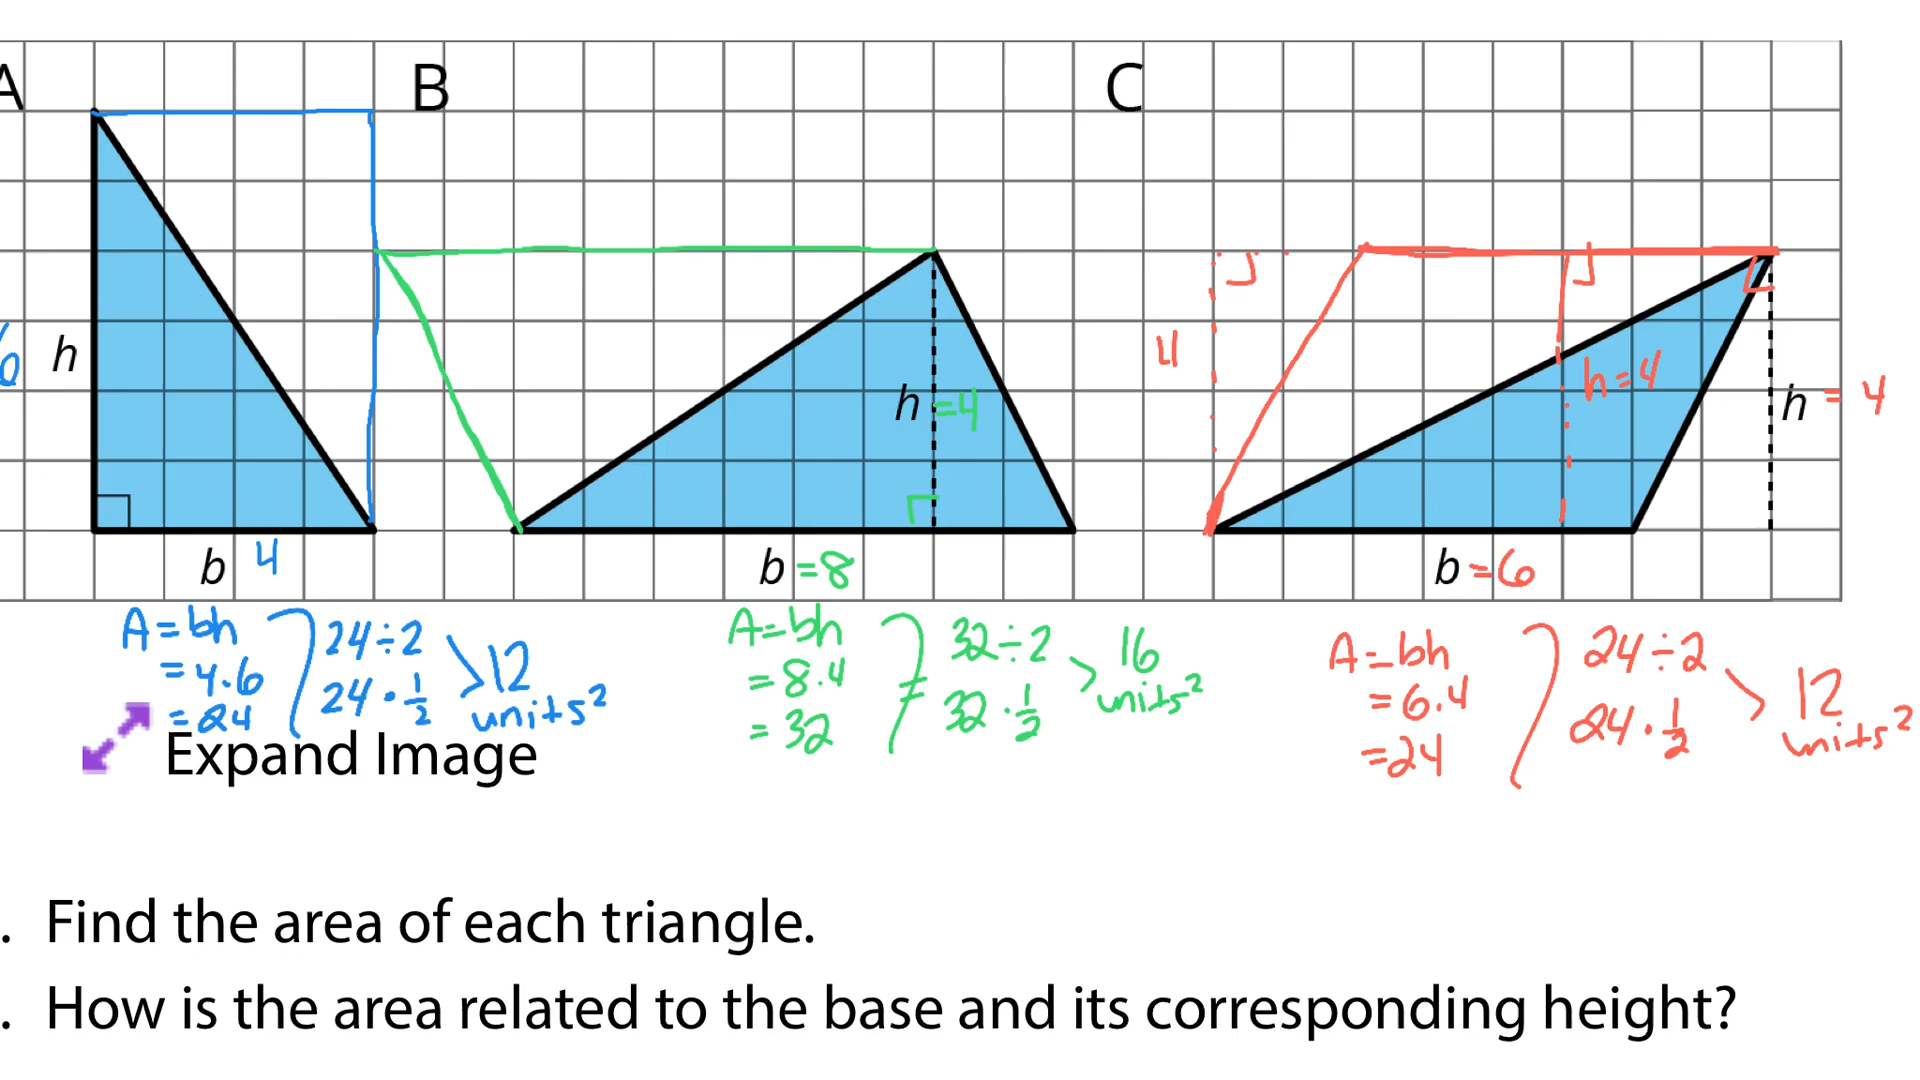 A
B
C
6 h
h =4
4
h=4
h = 4
b 4
b =8
b =6
A=bh
=4.6
=24
24÷2
24·1/2
>12
units²
A=bh
=8.4
=32
32÷2
32·1/2
>16
units²
A=bh
=6.4
=24
24÷2
24·1/2
>12
units²
Expand Image
. Find the area of each triangle.
. How is the area related to the base and its corresponding height?